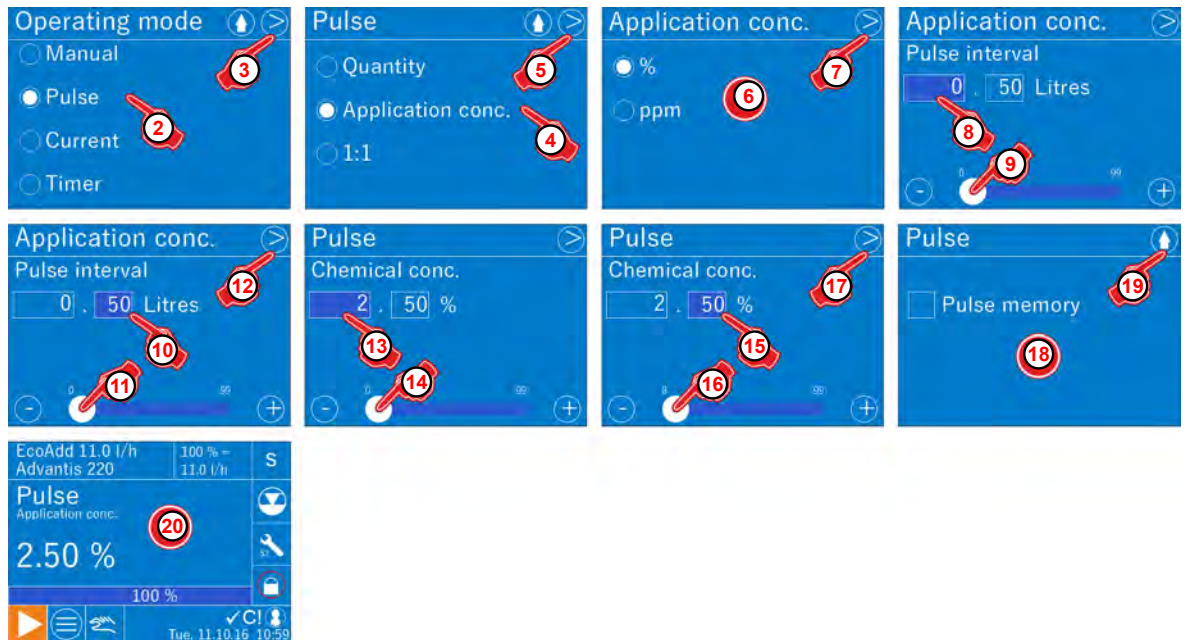 Operating mode
Manual
3
Pulse
2
Current
Timer
Pulse
Quantity
5
Application conc.
4
1:1
Application conc.
%
7
6
ppm
Application conc.
Pulse interval
0 . 50 Litres
8
9
0 99
- +
Application conc.
Pulse interval
12
0 . 50 Litres
10
11
0 99
- +
Pulse
Chemical conc.
2 . 50 %
13
14
0 99
- +
Pulse
Chemical conc.
17
2 . 50 %
15
16
99
- +
Pulse
19
Pulse memory
18
EcoAdd 11.0 l/h
Advantis 220
100 % =
11.0 l/h
S
Pulse
Application conc.
20
2.50 %
100 %
✓C!
Tue, 11.10.16 10:59